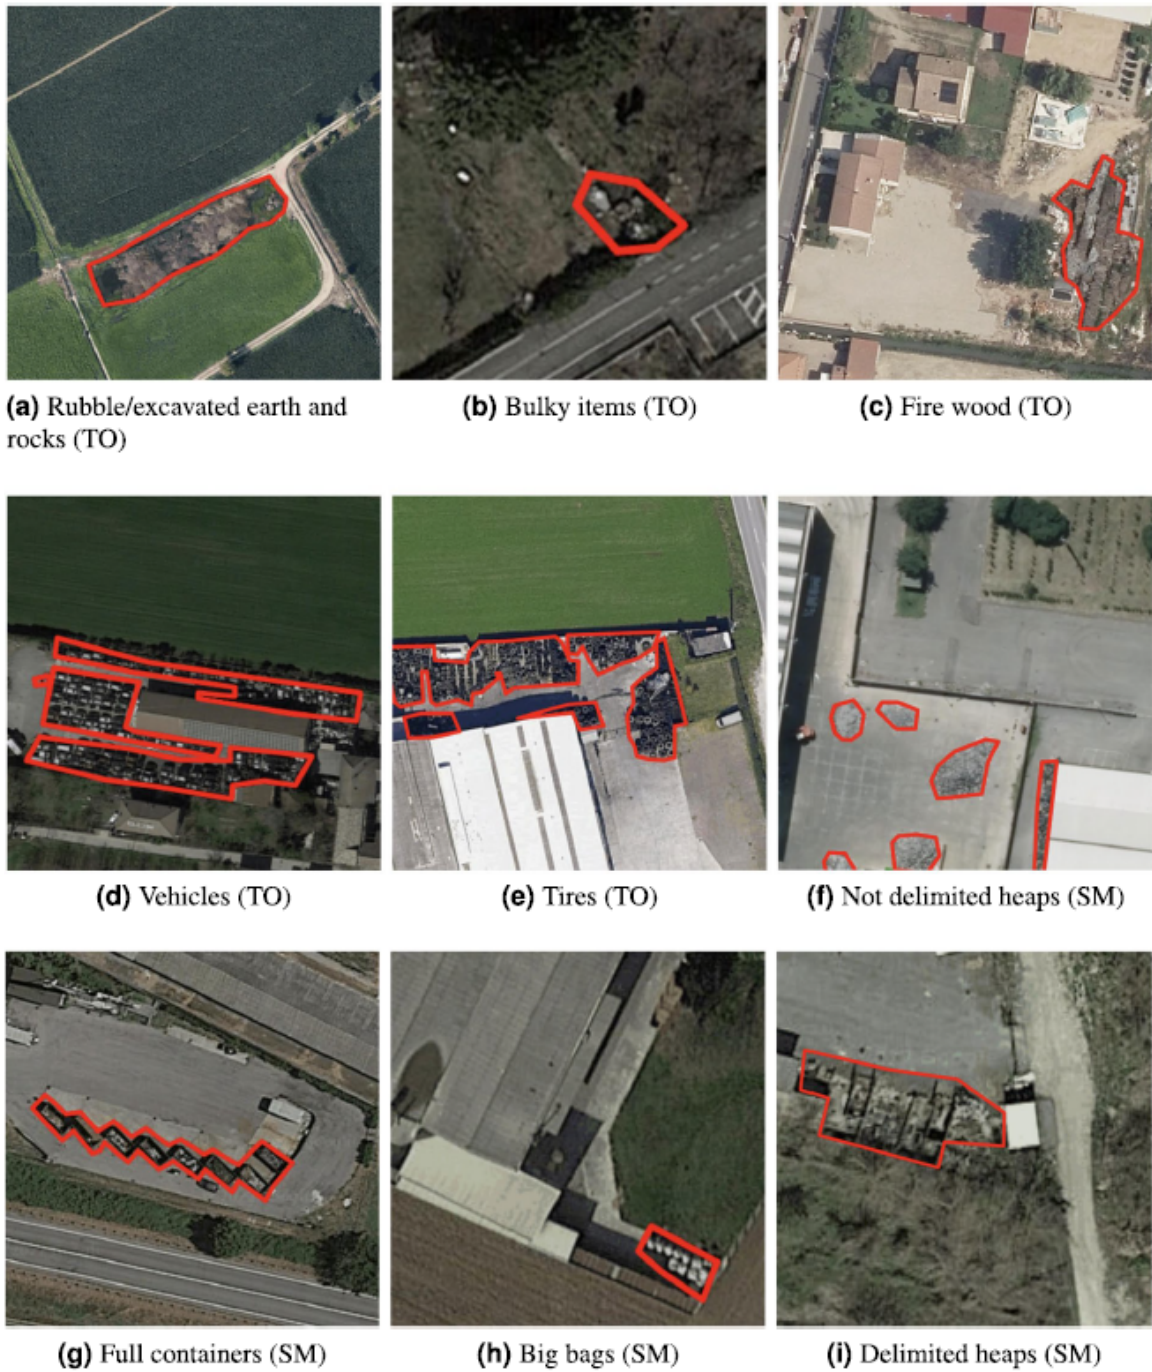 (a) Rubble/excavated earth and
rocks (TO)
(b) Bulky items (TO)
(c) Fire wood (TO)
(d) Vehicles (TO)
(e) Tires (TO)
(f) Not delimited heaps (SM)
(g) Full containers (SM)
(h) Big bags (SM)
(i) Delimited heaps (SM)